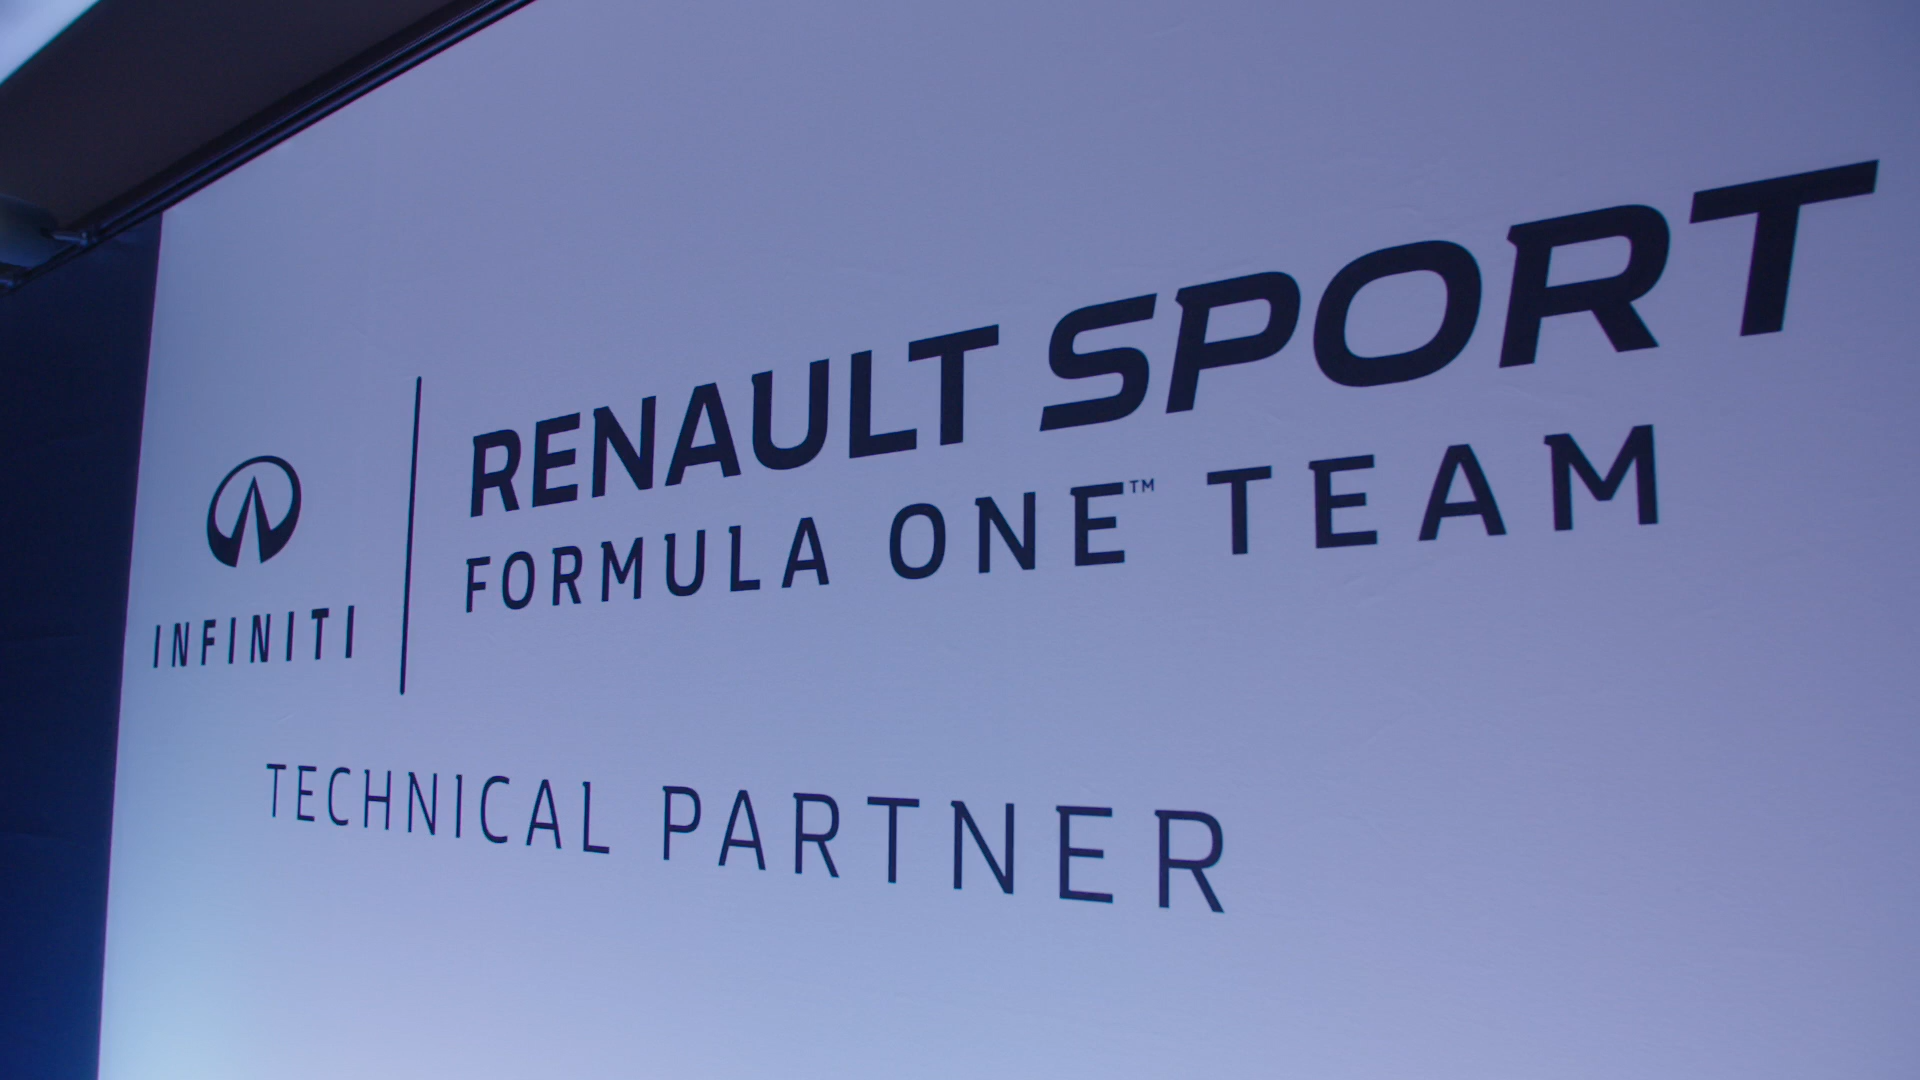 INFINITI
RENAULT SPORT
FORMULA ONE™ TEAM
TECHNICAL PARTNER